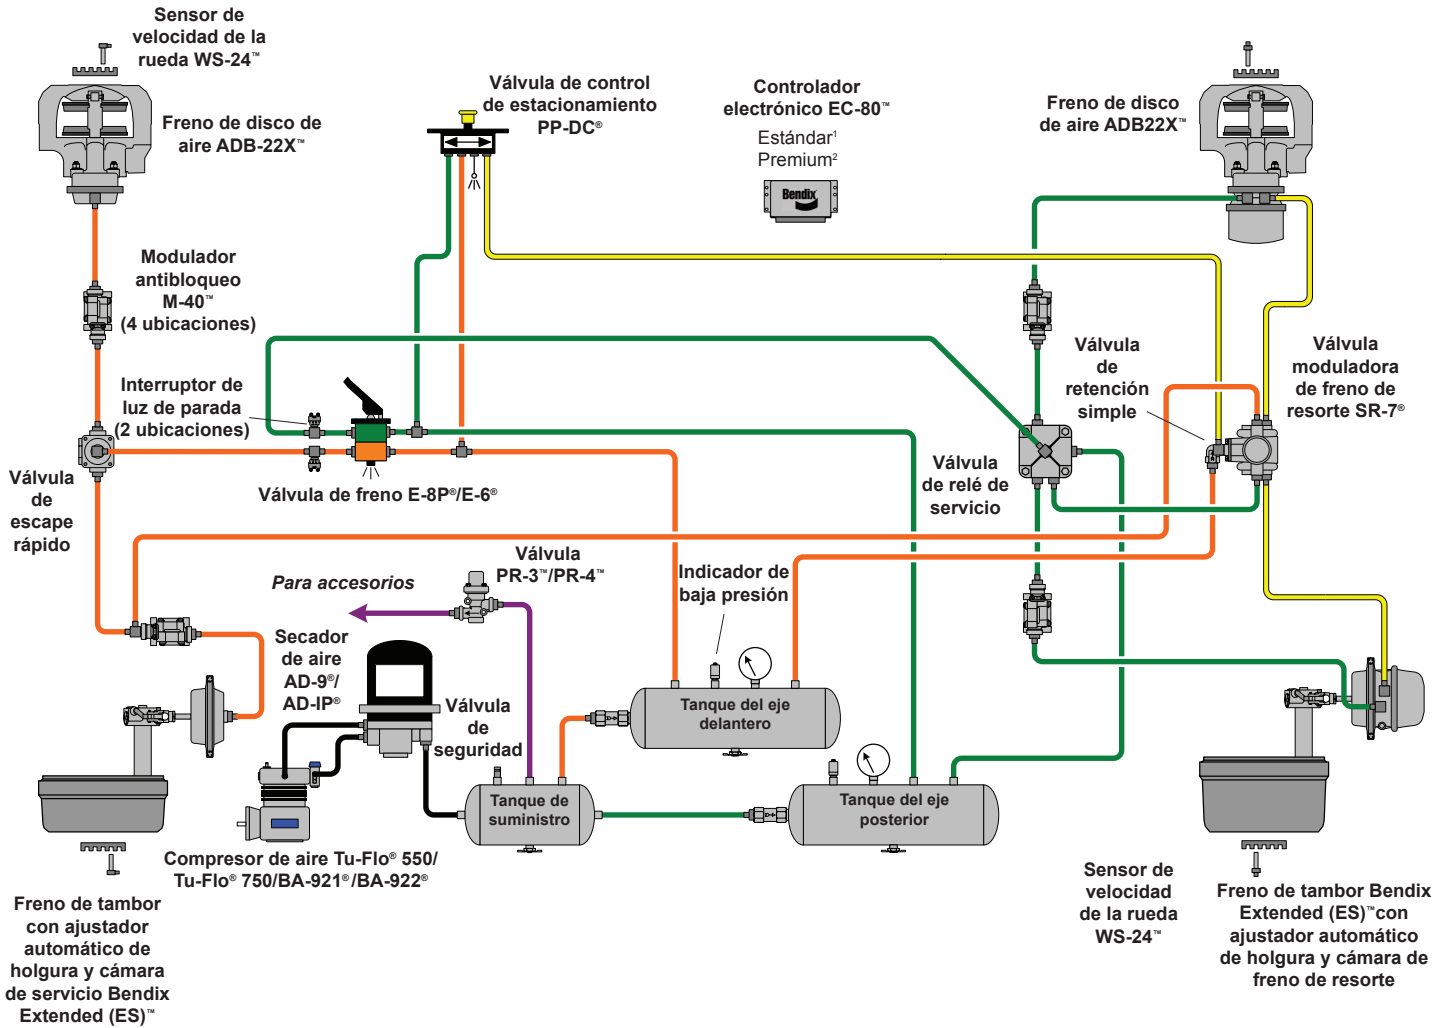 Sensor de
velocidad de la
rueda WS-24™
Freno de disco de
aire ADB-22X™
Válvula de control
de estacionamiento
PP-DC®
Controlador
electrónico EC-80™
Estándar¹
Premium²
Bendix
Freno de disco
de aire ADB22X™
Modulador
antibloqueo
M-40™
(4 ubicaciones)
Interruptor de
luz de parada
(2 ubicaciones)
Válvula
de
retención
simple
Válvula
moduladora
de freno de
resorte SR-7®
Válvula
de
escape
rápido
Válvula de freno E-8P®/E-6®
Válvula
de relé de
servicio
Para accesorios
Válvula
PR-3™/PR-4™
Indicador de
baja presión
Secador
de aire
AD-9®/
AD-IP®
Válvula
de
seguridad
Tanque del eje
delantero
Tanque de
suministro
Tanque del eje
posterior
Compresor de aire Tu-Flo® 550/
Tu-Flo® 750/BA-921®/BA-922®
Freno de tambor
con ajustador
automático de
holgura y cámara
de servicio Bendix
Extended (ES)™
Sensor de
velocidad
de la rueda
WS-24™
Freno de tambor Bendix
Extended (ES)™con
ajustador automático
de holgura y cámara de
freno de resorte